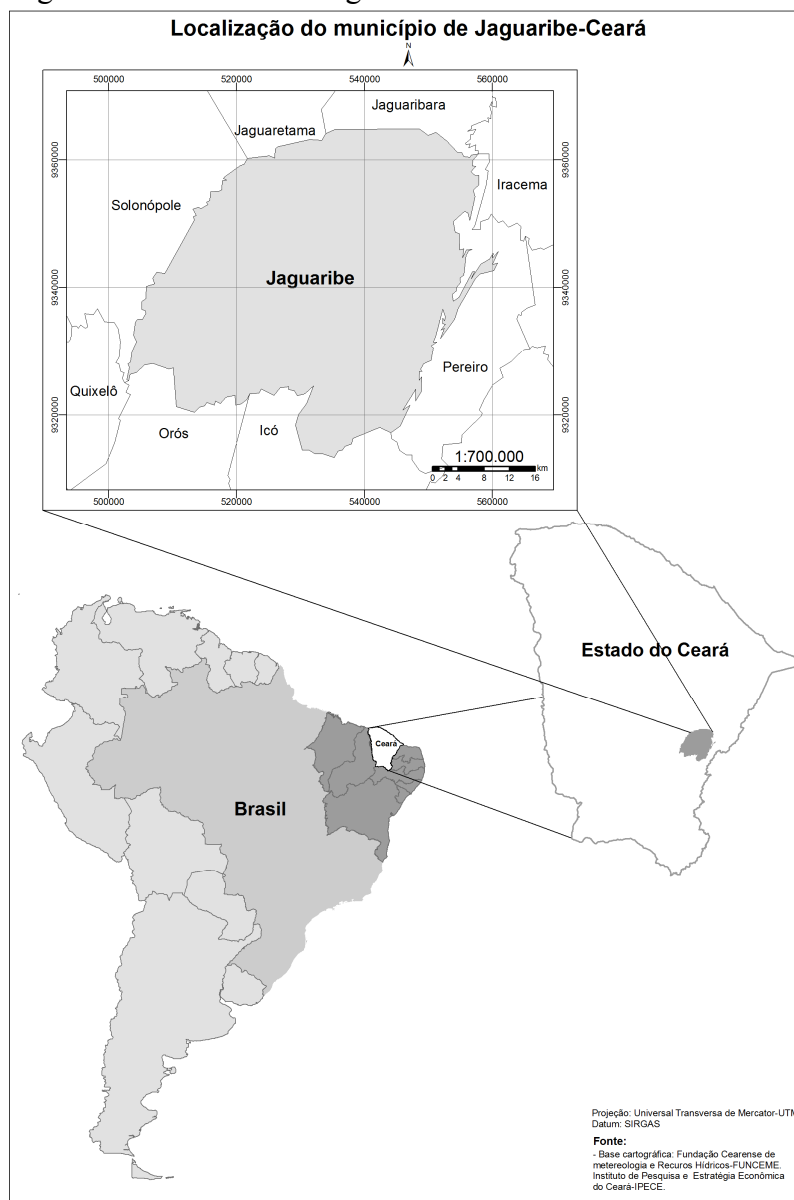 Localização do município de Jaguaribe-Ceará
N
500000 520000 540000 560000
Jaguaribara
Jaguaretama
9360000 9360000
Iracema
Solonópole
Jaguaribe
9340000 9340000
Pereiro
Quixelô
9320000 9320000
Orós
Icó
1:700.000
0 2 4 8 12 16 km
500000 520000 540000 560000
Estado do Ceará
Ceará
Brasil
Projeção: Universal Transversa de Mercator-UTM
Datum: SIRGAS
Fonte:
- Base cartográfica: Fundação Cearense de
metereologia e Recuros Hídricos-FUNCEME.
Instituto de Pesquisa e Estratégia Econômica
do Ceará-IPECE.